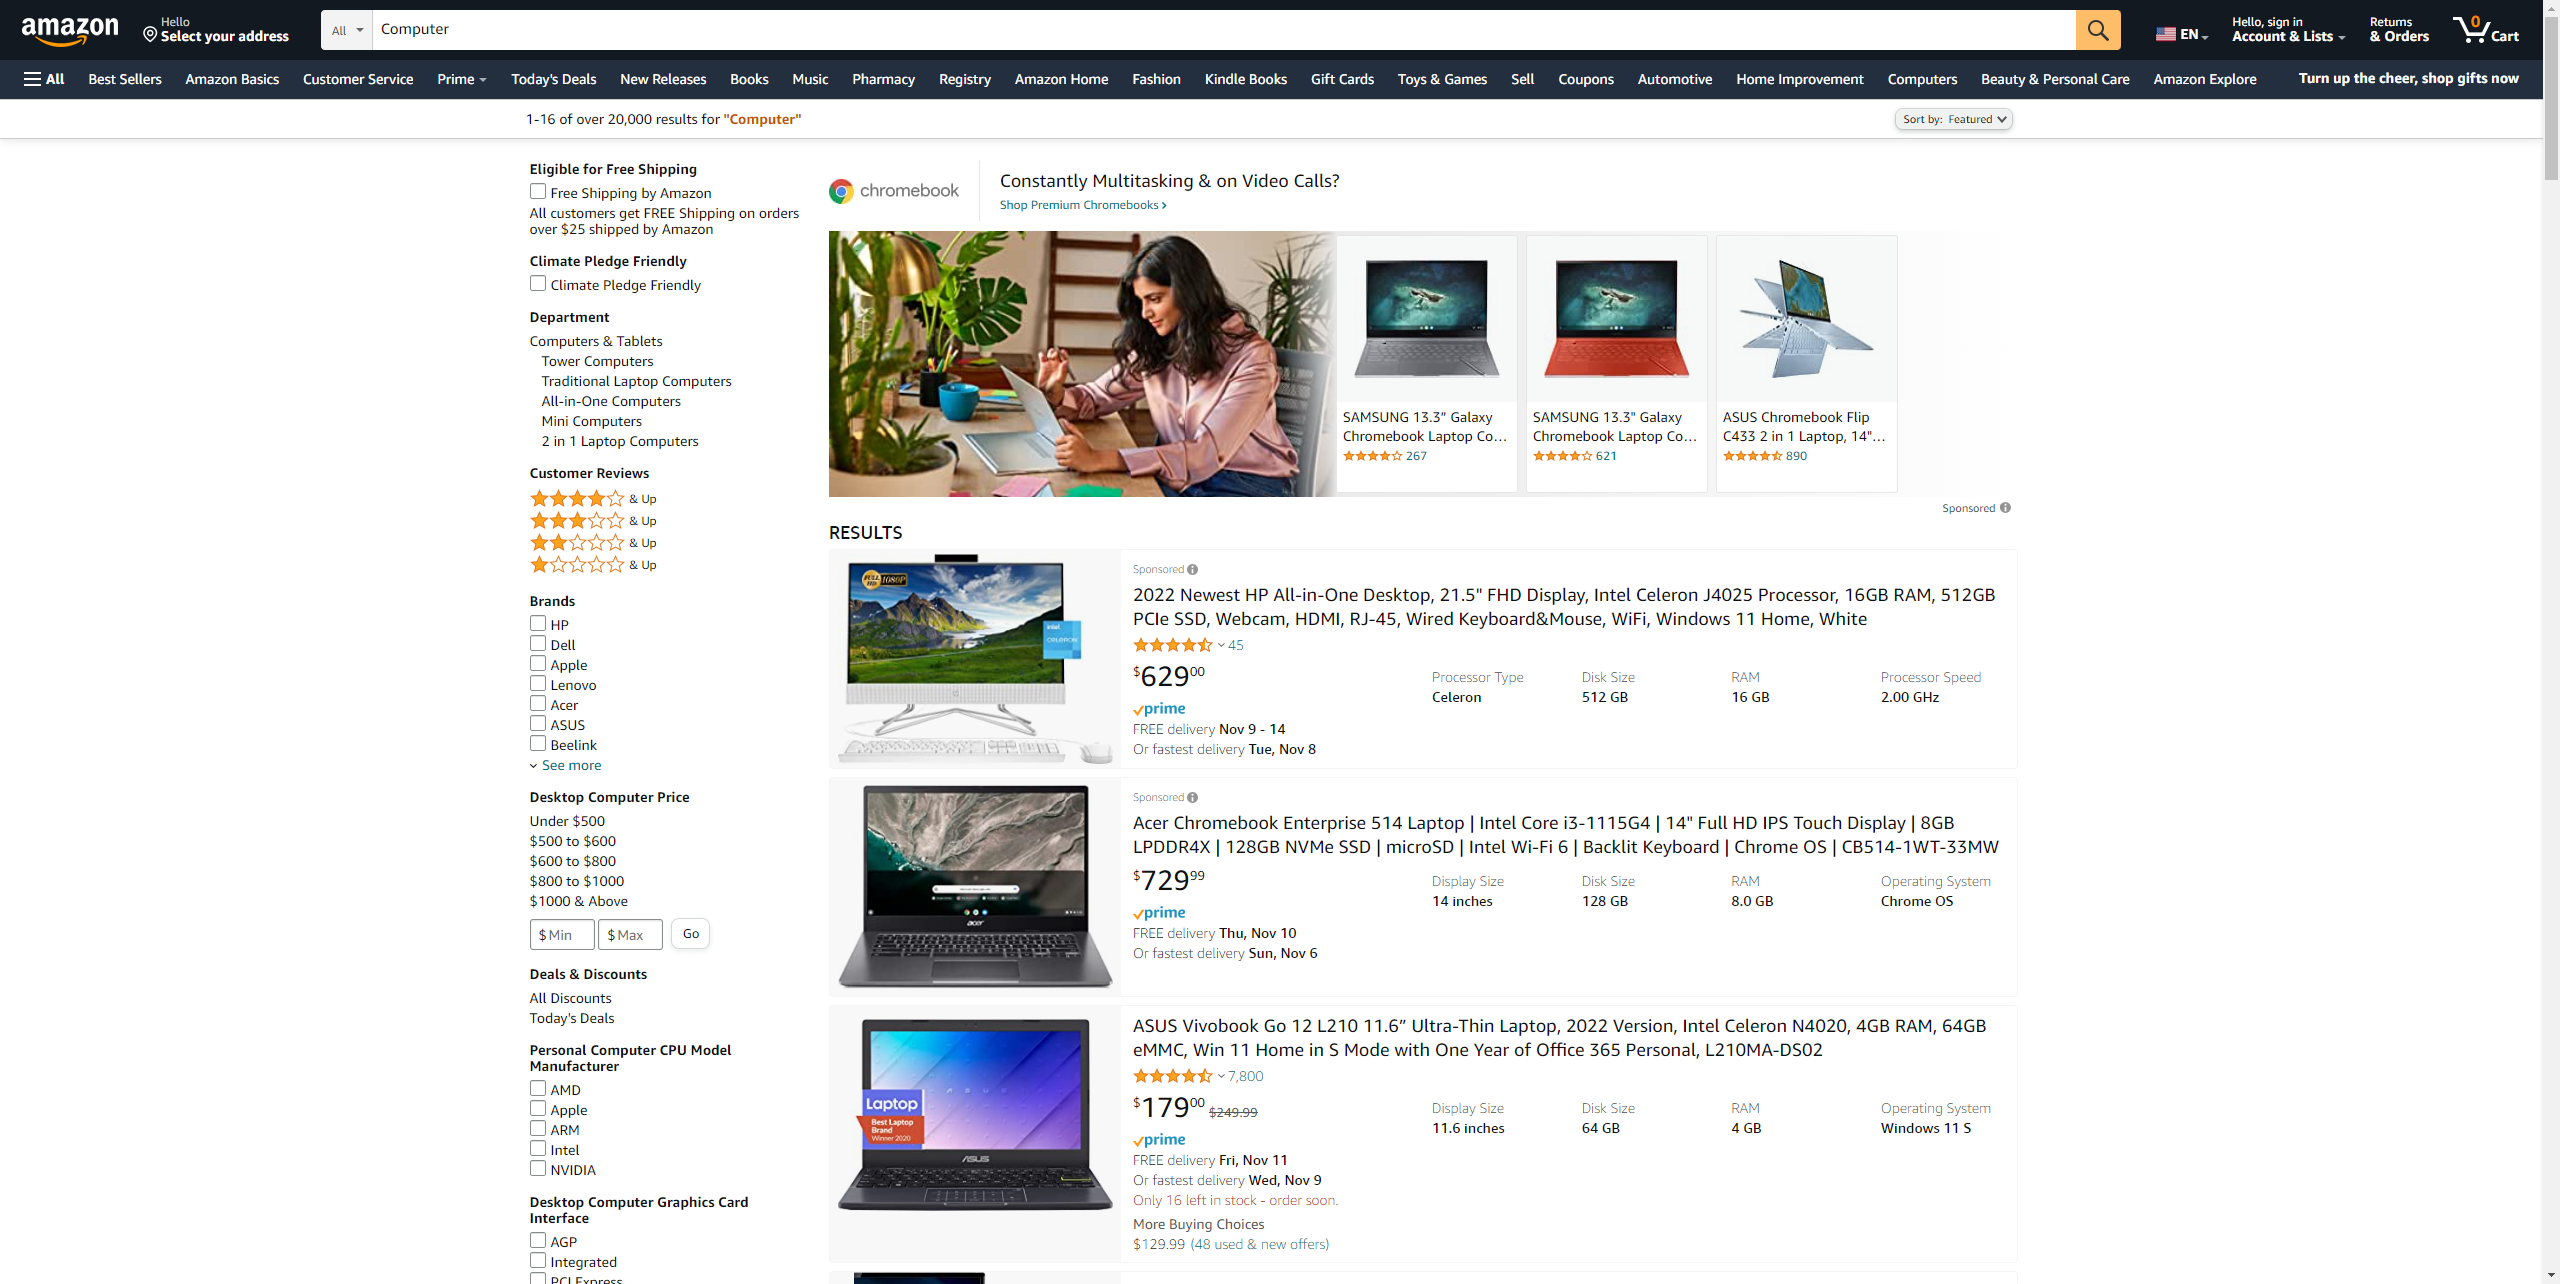 amazon
Hello
Select your address
All
Computer
EN
Hello, sign in
Account & Lists
Returns
& Orders
0
Cart
All
Best Sellers
Amazon Basics
Customer Service
Prime
Today's Deals
New Releases
Books
Music
Pharmacy
Registry
Amazon Home
Fashion
Kindle Books
Gift Cards
Toys & Games
Sell
Coupons
Automotive
Home Improvement
Computers
Beauty & Personal Care
Amazon Explore
Turn up the cheer, shop gifts now
1-16 of over 20,000 results for "Computer"
Sort by: Featured
Eligible for Free Shipping
Free Shipping by Amazon
All customers get FREE Shipping on orders
over $25 shipped by Amazon
Climate Pledge Friendly
Climate Pledge Friendly
Department
Computers & Tablets
Tower Computers
Traditional Laptop Computers
All-in-One Computers
Mini Computers
2 in 1 Laptop Computers
Customer Reviews
& Up
& Up
& Up
& Up
Brands
HP
Dell
Apple
Lenovo
Acer
ASUS
Beelink
See more
Desktop Computer Price
Under $500
$500 to $600
$600 to $800
$800 to $1000
$1000 & Above
$ Min
$ Max
Go
Deals & Discounts
All Discounts
Today's Deals
Personal Computer CPU Model
Manufacturer
AMD
Apple
ARM
Intel
NVIDIA
Desktop Computer Graphics Card
Interface
AGP
Integrated
PCI Express
chromebook
Constantly Multitasking & on Video Calls?
Shop Premium Chromebooks ›
SAMSUNG 13.3" Galaxy
Chromebook Laptop Co...
267
SAMSUNG 13.3" Galaxy
Chromebook Laptop Co...
621
ASUS Chromebook Flip
C433 2 in 1 Laptop, 14"...
890
Sponsored
RESULTS
FULL HD 1080P
intel
CELERON
Sponsored
2022 Newest HP All-in-One Desktop, 21.5" FHD Display, Intel Celeron J4025 Processor, 16GB RAM, 512GB
PCIe SSD, Webcam, HDMI, RJ-45, Wired Keyboard&Mouse, WiFi, Windows 11 Home, White
45
$629.00
Processor Type
Celeron
Disk Size
512 GB
RAM
16 GB
Processor Speed
2.00 GHz
prime
FREE delivery Nov 9 - 14
Or fastest delivery Tue, Nov 8
acer
Sponsored
Acer Chromebook Enterprise 514 Laptop | Intel Core i3-1115G4 | 14" Full HD IPS Touch Display | 8GB
LPDDR4X | 128GB NVMe SSD | microSD | Intel Wi-Fi 6 | Backlit Keyboard | Chrome OS | CB514-1WT-33MW
$729.99
Display Size
14 inches
Disk Size
128 GB
RAM
8.0 GB
Operating System
Chrome OS
prime
FREE delivery Thu, Nov 10
Or fastest delivery Sun, Nov 6
Laptop
Best Laptop
Brand
Winner 2020
ASUS
ASUS Vivobook Go 12 L210 11.6” Ultra-Thin Laptop, 2022 Version, Intel Celeron N4020, 4GB RAM, 64GB
eMMC, Win 11 Home in S Mode with One Year of Office 365 Personal, L210MA-DS02
7,800
$179.00 $249.99
Display Size
11.6 inches
Disk Size
64 GB
RAM
4 GB
Operating System
Windows 11 S
prime
FREE delivery Fri, Nov 11
Or fastest delivery Wed, Nov 9
Only 16 left in stock - order soon.
More Buying Choices
$129.99 (48 used & new offers)